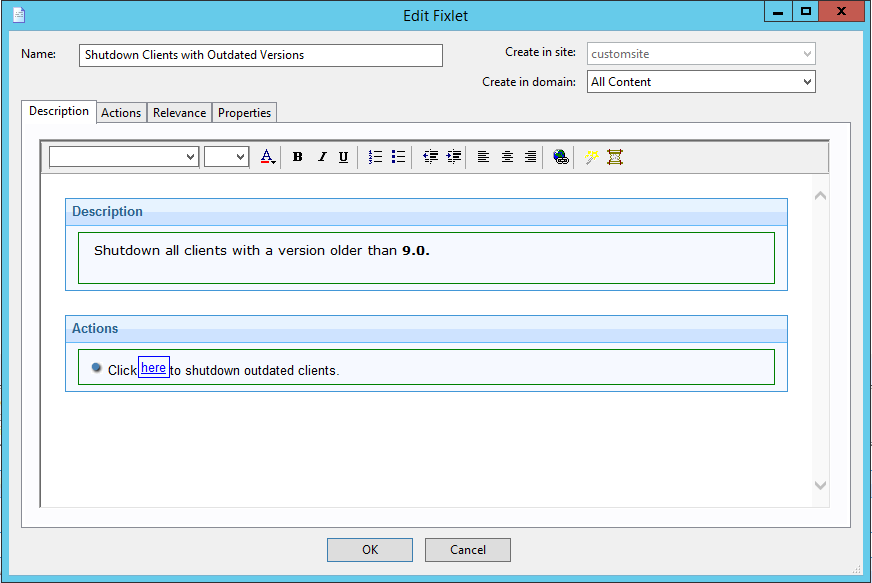 Edit Fixlet
Name: Shutdown Clients with Outdated Versions
Create in site: customsite
Create in domain: All Content
Description Actions Relevance Properties
A B I U
Description
Shutdown all clients with a version older than 9.0.
Actions
Click here to shutdown outdated clients.
OK Cancel